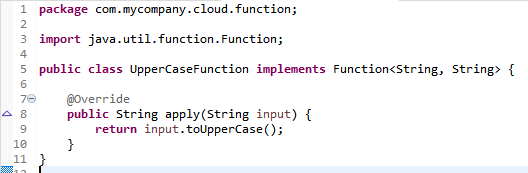 1 package com.mycompany.cloud.function;
2
3 import java.util.function.Function;
4
5 public class UpperCaseFunction implements Function<String, String> {
6
7 @Override
8 public String apply(String input) {
9 return input.toUpperCase();
10 }
11 }
12